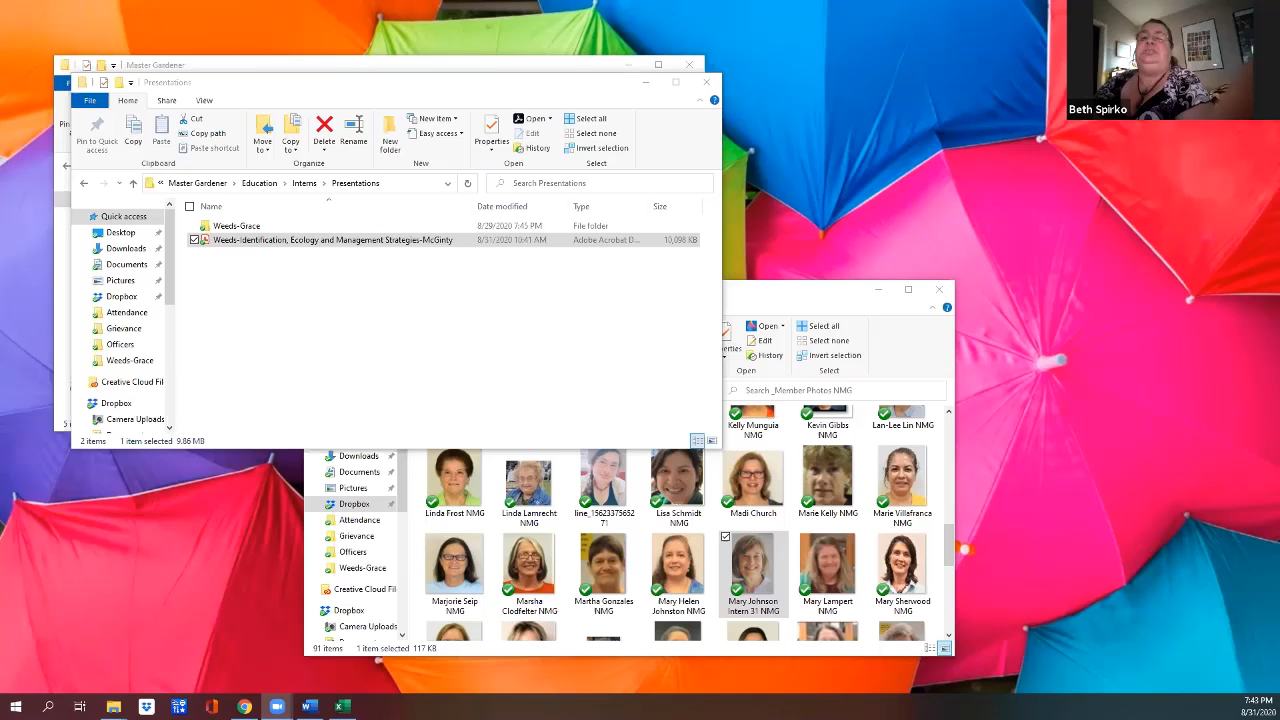 Master Gardener
Presentations
File Home Share View
Pin to Quick access
Copy
Paste
Cut
Copy path
Paste shortcut
Clipboard
Move to
Copy to
Delete
Rename
Organize
New folder
New item
Easy access
New
Properties
Open
Edit
History
Open
Select all
Select none
Invert selection
Select
« Master Gardener > Education > Interns > Presentations
Search Presentations
Name Date modified Type Size
Weeds-Grace 8/29/2020 7:45 PM File folder
Weeds-Identification, Ecology and Management Strategies-McGinty 8/31/2020 10:41 AM Adobe Acrobat D... 10,098 KB
Quick access
Desktop
Downloads
Documents
Pictures
Dropbox
Attendance
Grievance
Officers
Weeds-Grace
Creative Cloud Fil
Dropbox
Camera Uploads
2 items 1 item selected 9.86 MB
Open
Edit
History
Open
Select all
Select none
Invert selection
Select
Search _Member Photos NMG
Downloads
Documents
Pictures
Dropbox
Attendance
Grievance
Officers
Weeds-Grace
Creative Cloud Fil
Dropbox
Camera Uploads
Kelly Munguia NMG
Kevin Gibbs NMG
Lan-Lee Lin NMG
Linda Frost NMG
Linda Lamrecht NMG
line_1562337565271
Lisa Schmidt NMG
Madi Church
Marie Kelly NMG
Marie Villafranca NMG
Marjorie Seip NMG
Marsha Clodfelter NMG
Martha Gonzales NMG
Mary Helen Johnston NMG
Mary Johnson Intern 31 NMG
Mary Lampert NMG
Mary Sherwood NMG
91 items 1 item selected 117 KB
Beth Spirko
7:43 PM
8/31/2020